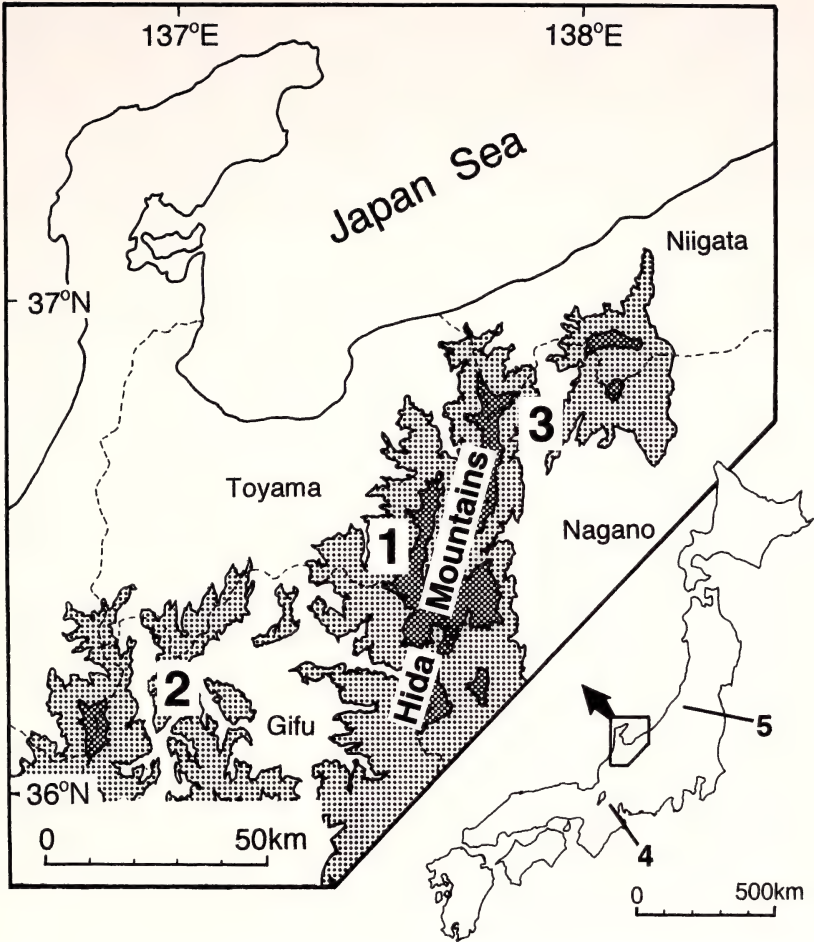 137°E
138°E
Japan Sea
Niigata
37°N
3
Toyama
Mountains
Nagano
1
2
Hida
Gifu
5
36°N
0
50km
4
0
500km